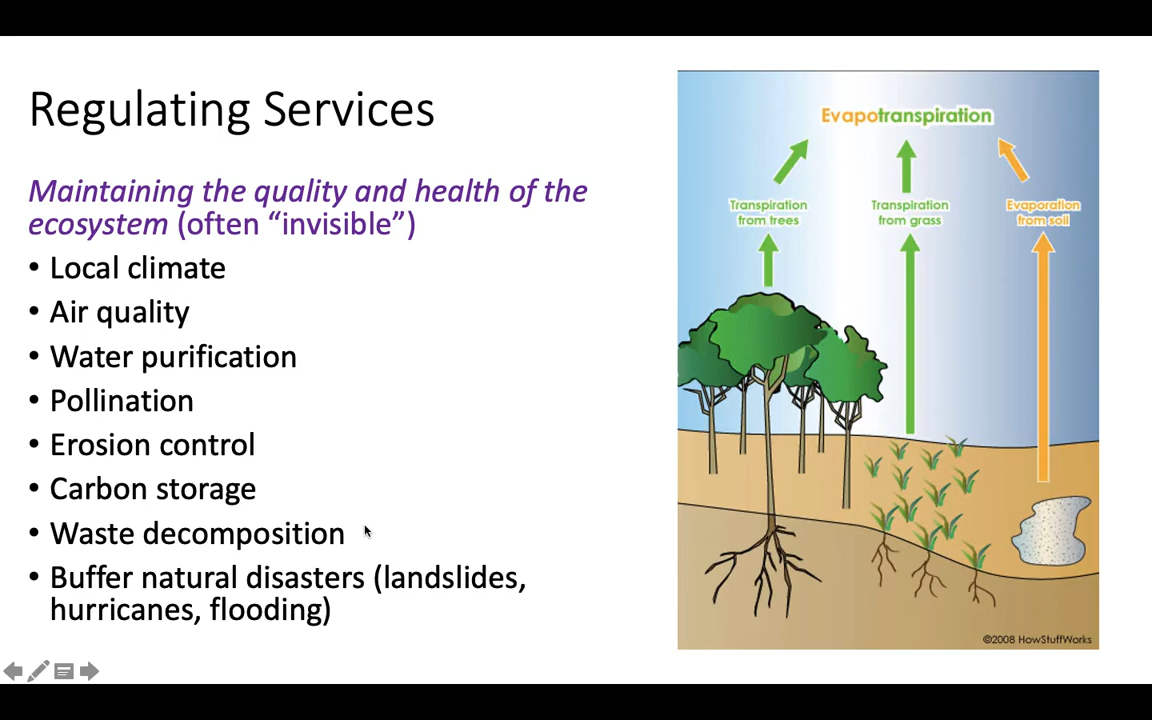 Regulating Services
Maintaining the quality and health of the
ecosystem (often “invisible”)
• Local climate
• Air quality
• Water purification
• Pollination
• Erosion control
• Carbon storage
• Waste decomposition
• Buffer natural disasters (landslides,
hurricanes, flooding)
Evapotranspiration
Transpiration
from trees
Transpiration
from grass
Evaporation
from soil
©2008 HowStuffWorks